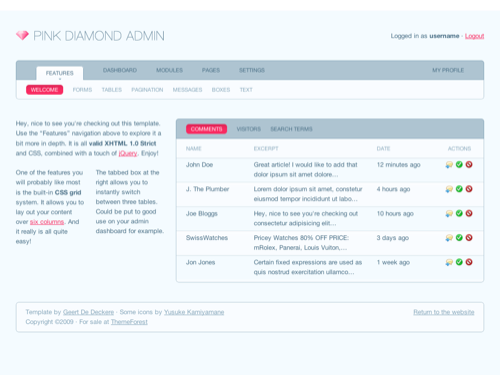 PINK DIAMOND ADMIN
Logged in as username · Logout
FEATURES DASHBOARD MODULES PAGES SETTINGS MY PROFILE
WELCOME FORMS TABLES PAGINATION MESSAGES BOXES TEXT
Hey, nice to see you're checking out this template.
Use the "Features" navigation above to explore it a
bit more in depth. It is all valid XHTML 1.0 Strict
and CSS, combined with a touch of jQuery. Enjoy!
One of the features you
will probably like most
is the built-in CSS grid
system. It allows you to
lay out your content
over six columns. And
it really is all quite
easy!
The tabbed box at the
right allows you to
instantly switch
between three tables.
Could be put to good
use on your admin
dashboard for example.
COMMENTS VISITORS SEARCH TERMS
NAME EXCERPT DATE ACTIONS
John Doe Great article! I would like to add that 12 minutes ago
dolor ipsum sit amet dolore...
J. The Plumber Lorem dolor ipsum sit amet, constetur 4 hours ago
eiusmod tempor incididunt ut labo...
Joe Bloggs Hey, nice to see you're checking out 10 hours ago
consectetur adipisicing elit...
SwissWatches Pricey Watches 80% OFF PRICE: 3 days ago
mRolex, Panerai, Louis Vuiton,...
Jon Jones Certain fixed expressions are used as 1 week ago
quis nostrud exercitation ullamco...
Template by Geert De Deckere · Some icons by Yusuke Kamiyamane Return to the website
Copyright ©2009 · For sale at ThemeForest